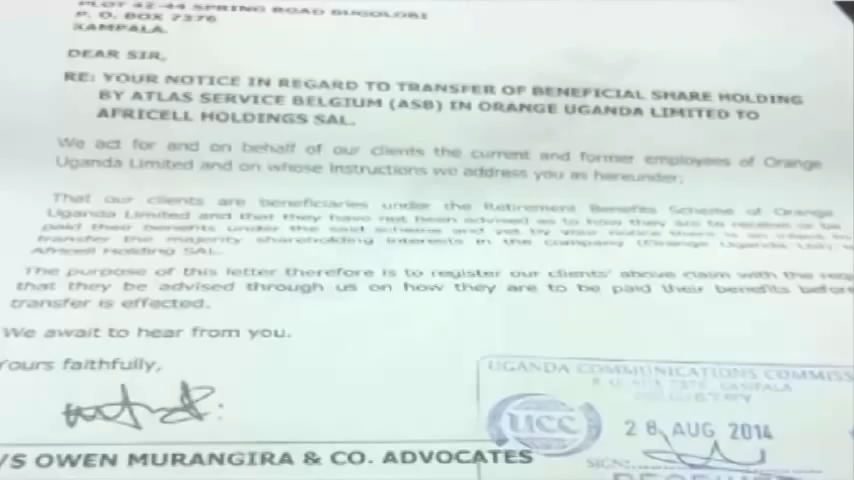 PLOT 42-44 SPRING ROAD BUGOLOBI
P. O. BOX 7376
KAMPALA.
DEAR SIR,
RE: YOUR NOTICE IN REGARD TO TRANSFER OF BENEFICIAL SHARE HOLDING
BY ATLAS SERVICE BELGIUM (ASB) IN ORANGE UGANDA LIMITED TO
AFRICELL HOLDINGS SAL.
We act for and on behalf of our clients the current and former employees of Orange
Uganda Limited and on whose Instructions we address you as hereunder;
That our clients are beneficiaries under the Retirement Benefits Scheme of Orange
Uganda Limited and that they have not been advised as to how they are to receive or be
paid their benefits under the said scheme and yet by your notice there is an
transfer the majority shareholding interests in the company (Orange Uganda Ltd)
Africell Holding SAL.
The purpose of this letter therefore is to register our clients' above claim with the
that they be advised through us on how they are to be paid their benefits before
transfer is effected.
We await to hear from you.
Yours faithfully,
/S OWEN MURANGIRA & CO. ADVOCATES
UGANDA COMMUNICATIONS COMMISS
P. O. BOX 7376, KAMPALA
REGISTRY
UCC
28 AUG 2014
SIGN:
RECEIVED